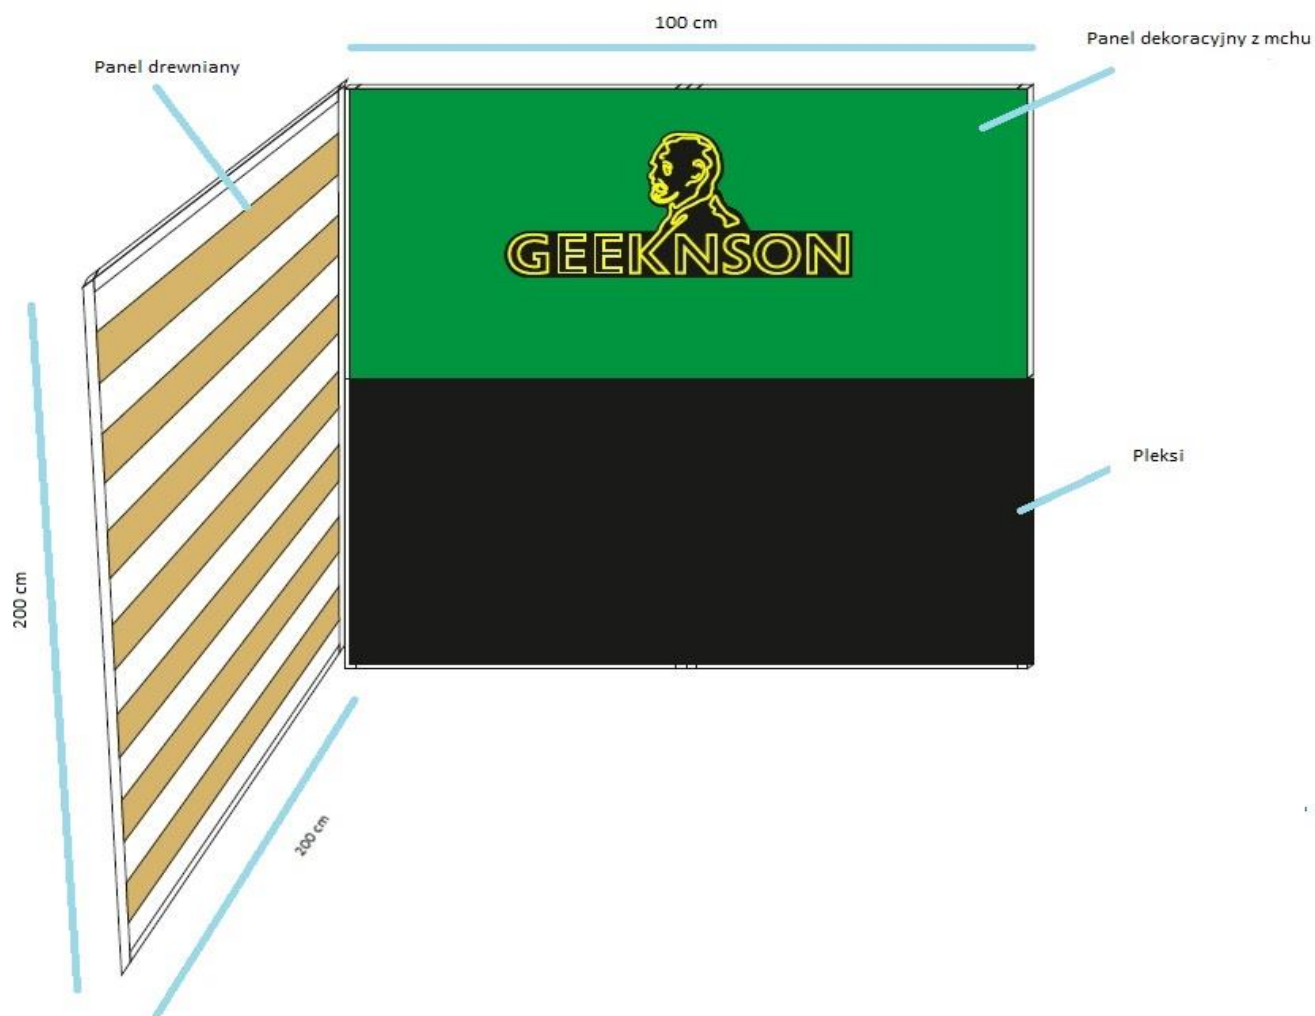 100 cm
Panel dekoracyjny z mchu
Panel drewniany
GEEKNSON
Pleksi
200 cm
200 cm